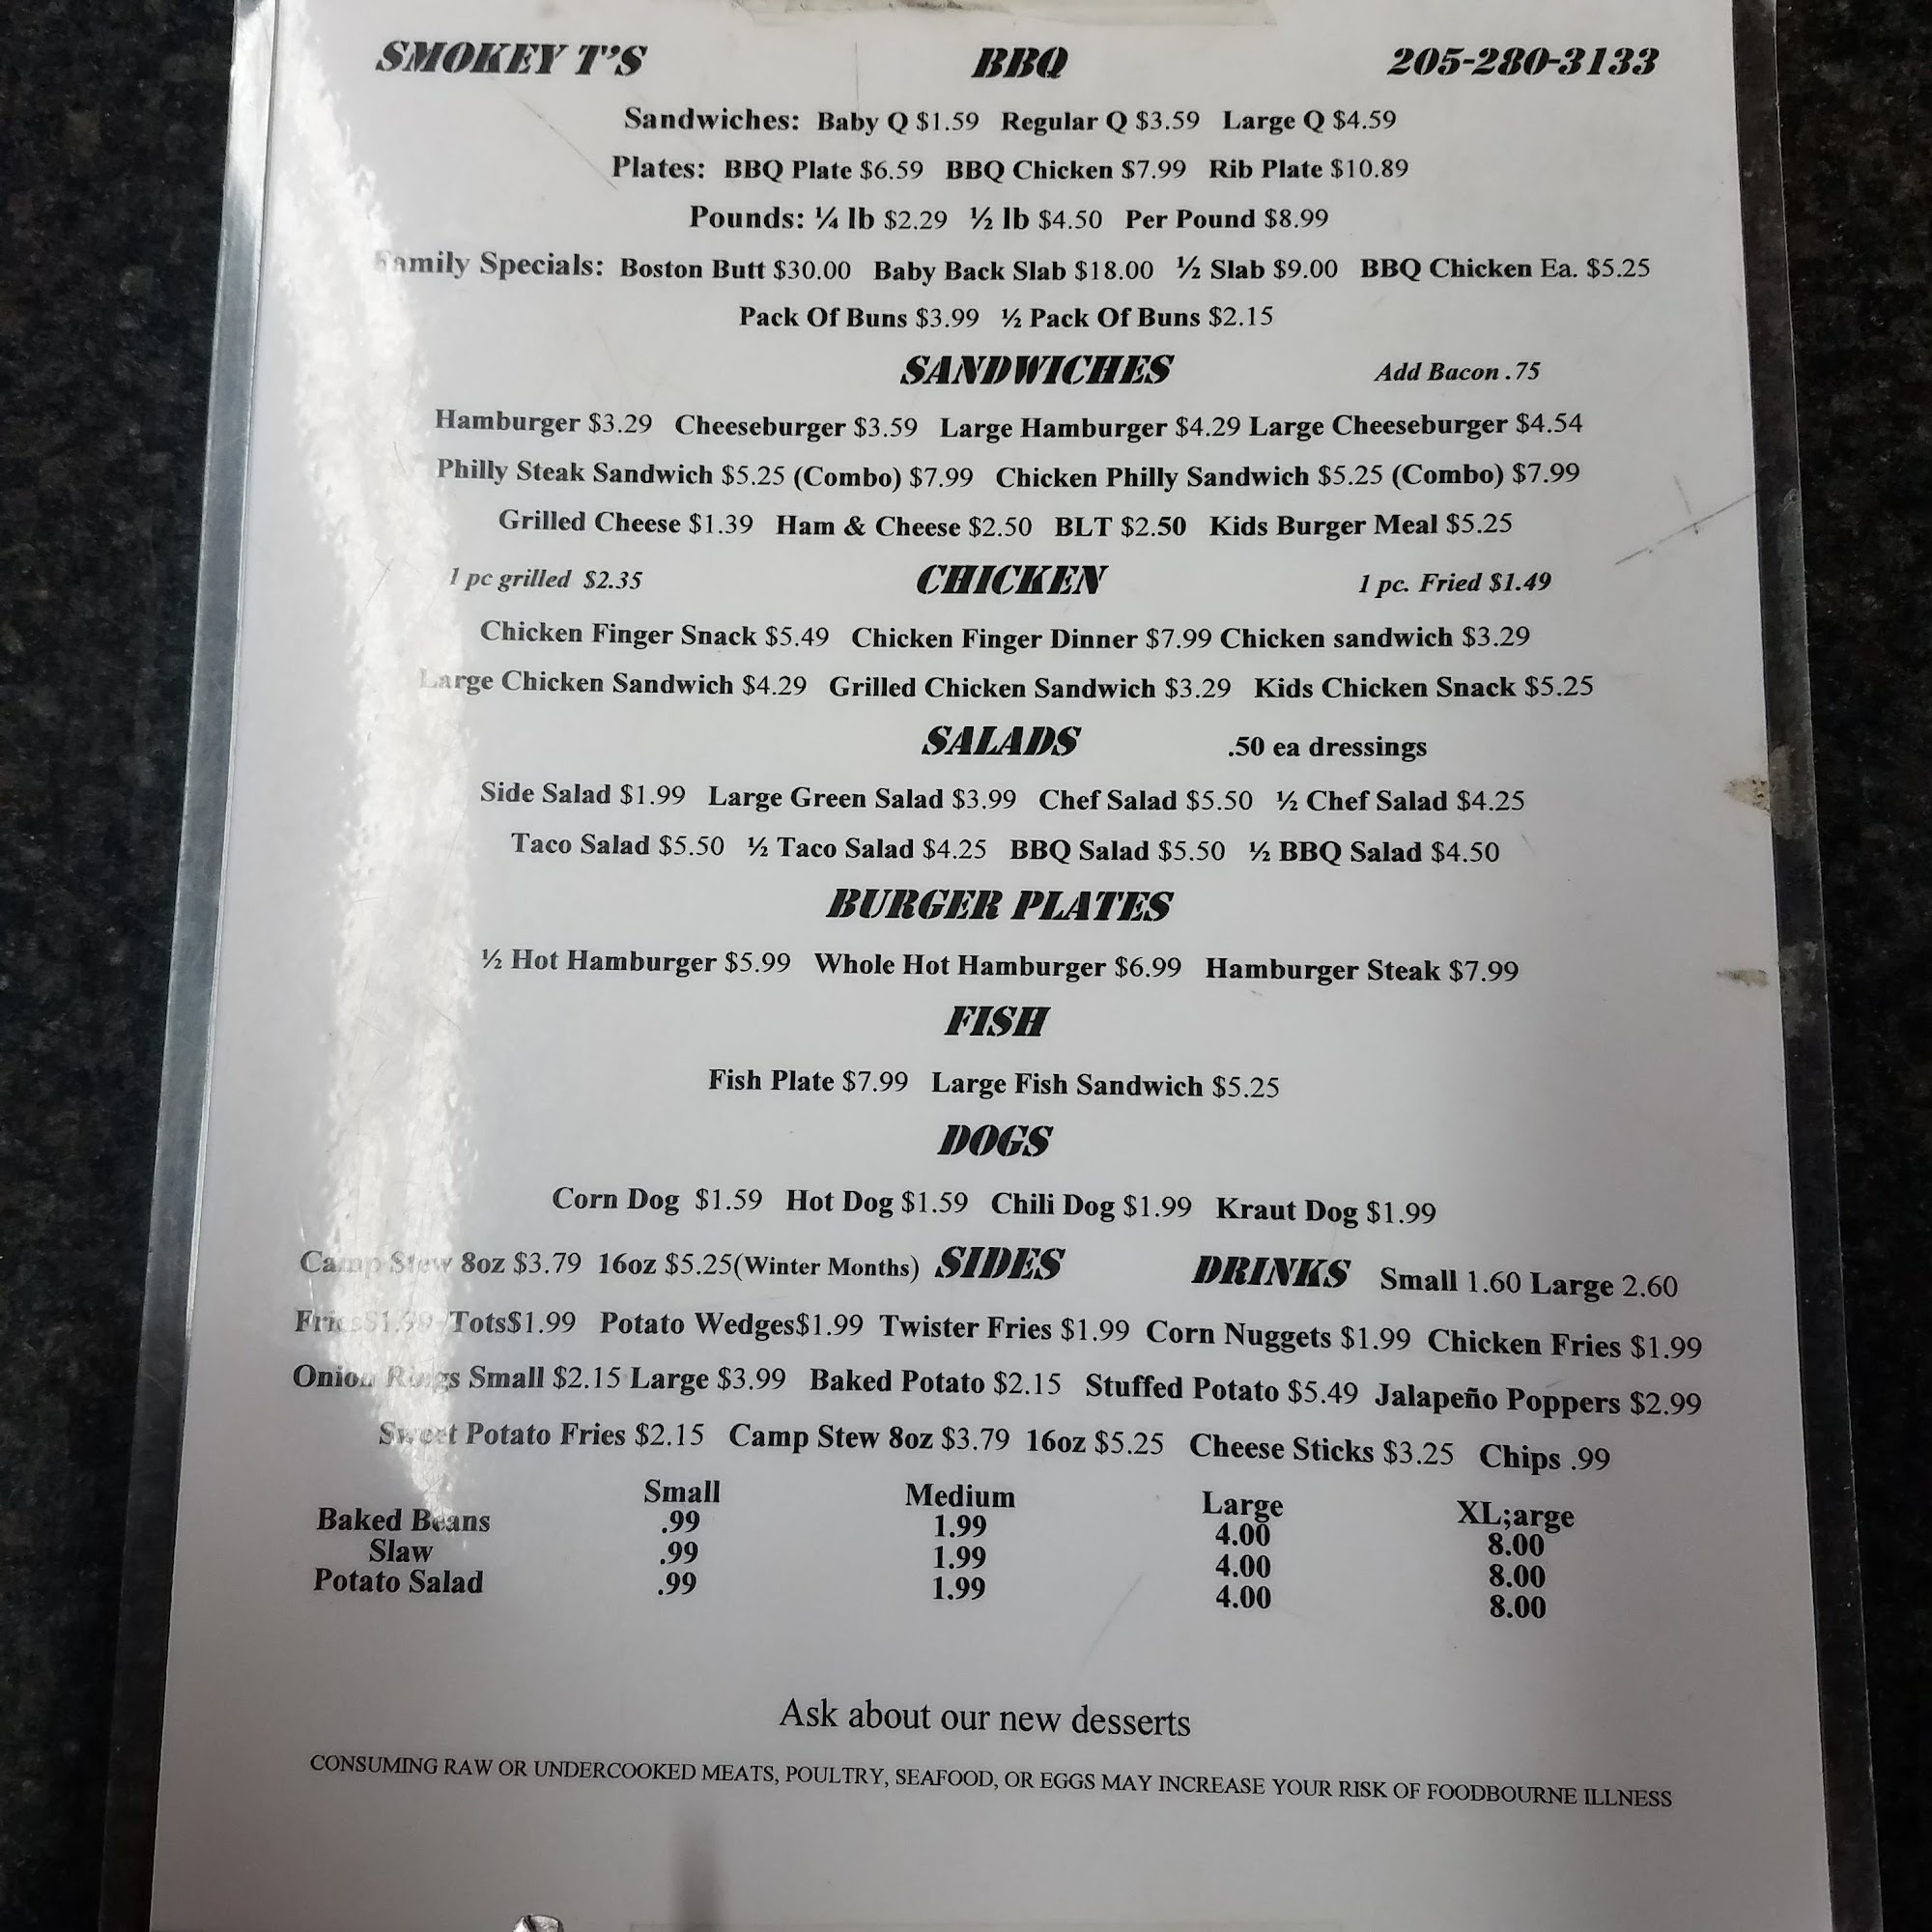 SMOKEY T'S BBQ 205-280-3133
Sandwiches: Baby Q $1.59 Regular Q $3.59 Large Q $4.59
Plates: BBQ Plate $6.59 BBQ Chicken $7.99 Rib Plate $10.89
Pounds: ¼ lb $2.29 ½ lb $4.50 Per Pound $8.99
Family Specials: Boston Butt $30.00 Baby Back Slab $18.00 ½ Slab $9.00 BBQ Chicken Ea. $5.25
Pack Of Buns $3.99 ½ Pack Of Buns $2.15
SANDWICHES Add Bacon .75
Hamburger $3.29 Cheeseburger $3.59 Large Hamburger $4.29 Large Cheeseburger $4.54
Philly Steak Sandwich $5.25 (Combo) $7.99 Chicken Philly Sandwich $5.25 (Combo) $7.99
Grilled Cheese $1.39 Ham & Cheese $2.50 BLT $2.50 Kids Burger Meal $5.25
1 pc grilled $2.35 CHICKEN 1 pc. Fried $1.49
Chicken Finger Snack $5.49 Chicken Finger Dinner $7.99 Chicken sandwich $3.29
Large Chicken Sandwich $4.29 Grilled Chicken Sandwich $3.29 Kids Chicken Snack $5.25
SALADS .50 ea dressings
Side Salad $1.99 Large Green Salad $3.99 Chef Salad $5.50 ½ Chef Salad $4.25
Taco Salad $5.50 ½ Taco Salad $4.25 BBQ Salad $5.50 ½ BBQ Salad $4.50
BURGER PLATES
½ Hot Hamburger $5.99 Whole Hot Hamburger $6.99 Hamburger Steak $7.99
FISH
Fish Plate $7.99 Large Fish Sandwich $5.25
DOGS
Corn Dog $1.59 Hot Dog $1.59 Chili Dog $1.99 Kraut Dog $1.99
Camp Stew 8oz $3.79 16oz $5.25(Winter Months) SIDES DRINKS Small 1.60 Large 2.60
Fries$1.99 Tots$1.99 Potato Wedges$1.99 Twister Fries $1.99 Corn Nuggets $1.99 Chicken Fries $1.99
Onion Rings Small $2.15 Large $3.99 Baked Potato $2.15 Stuffed Potato $5.49 Jalapeño Poppers $2.99
Sweet Potato Fries $2.15 Camp Stew 8oz $3.79 16oz $5.25 Cheese Sticks $3.25 Chips .99
Small Medium Large XL;arge
Baked Beans .99 1.99 4.00 8.00
Slaw .99 1.99 4.00 8.00
Potato Salad .99 1.99 4.00 8.00
Ask about our new desserts
CONSUMING RAW OR UNDERCOOKED MEATS, POULTRY, SEAFOOD, OR EGGS MAY INCREASE YOUR RISK OF FOODBOURNE ILLNESS